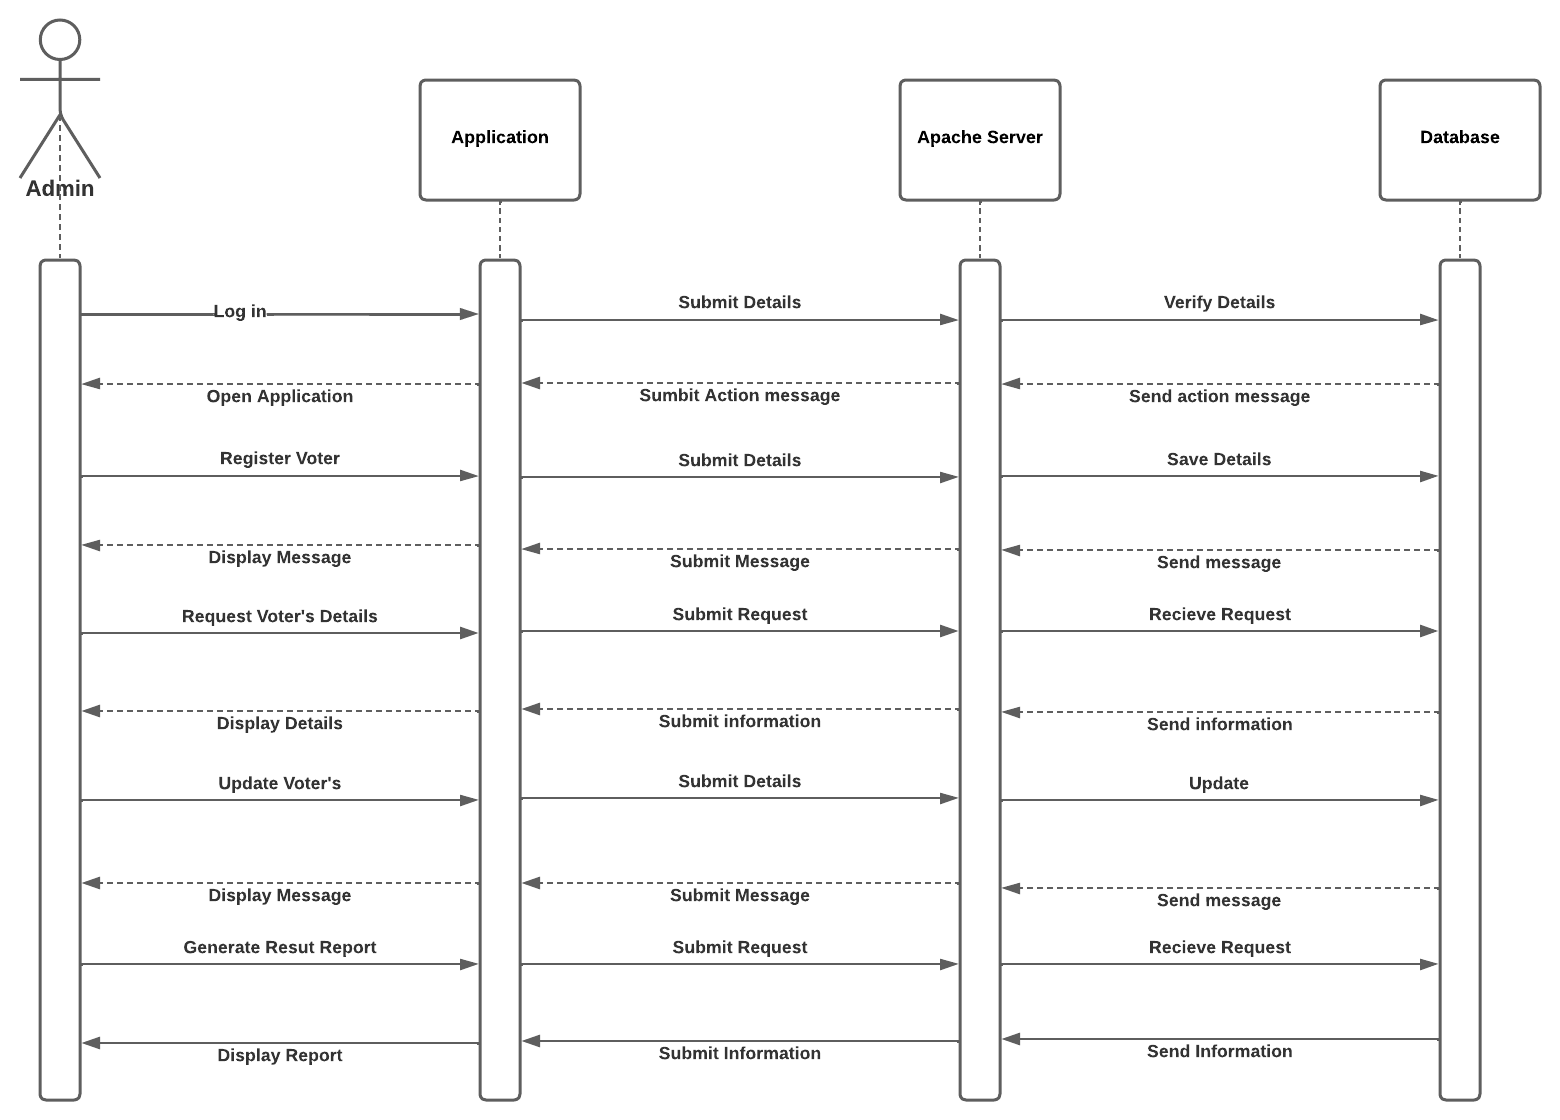 Admin
Application
Apache Server
Database
Log in
Submit Details
Verify Details
Open Application
Sumbit Action message
Send action message
Register Voter
Submit Details
Save Details
Display Message
Submit Message
Send message
Request Voter's Details
Submit Request
Recieve Request
Display Details
Submit information
Send information
Update Voter's
Submit Details
Update
Display Message
Submit Message
Send message
Generate Resut Report
Submit Request
Recieve Request
Display Report
Submit Information
Send Information